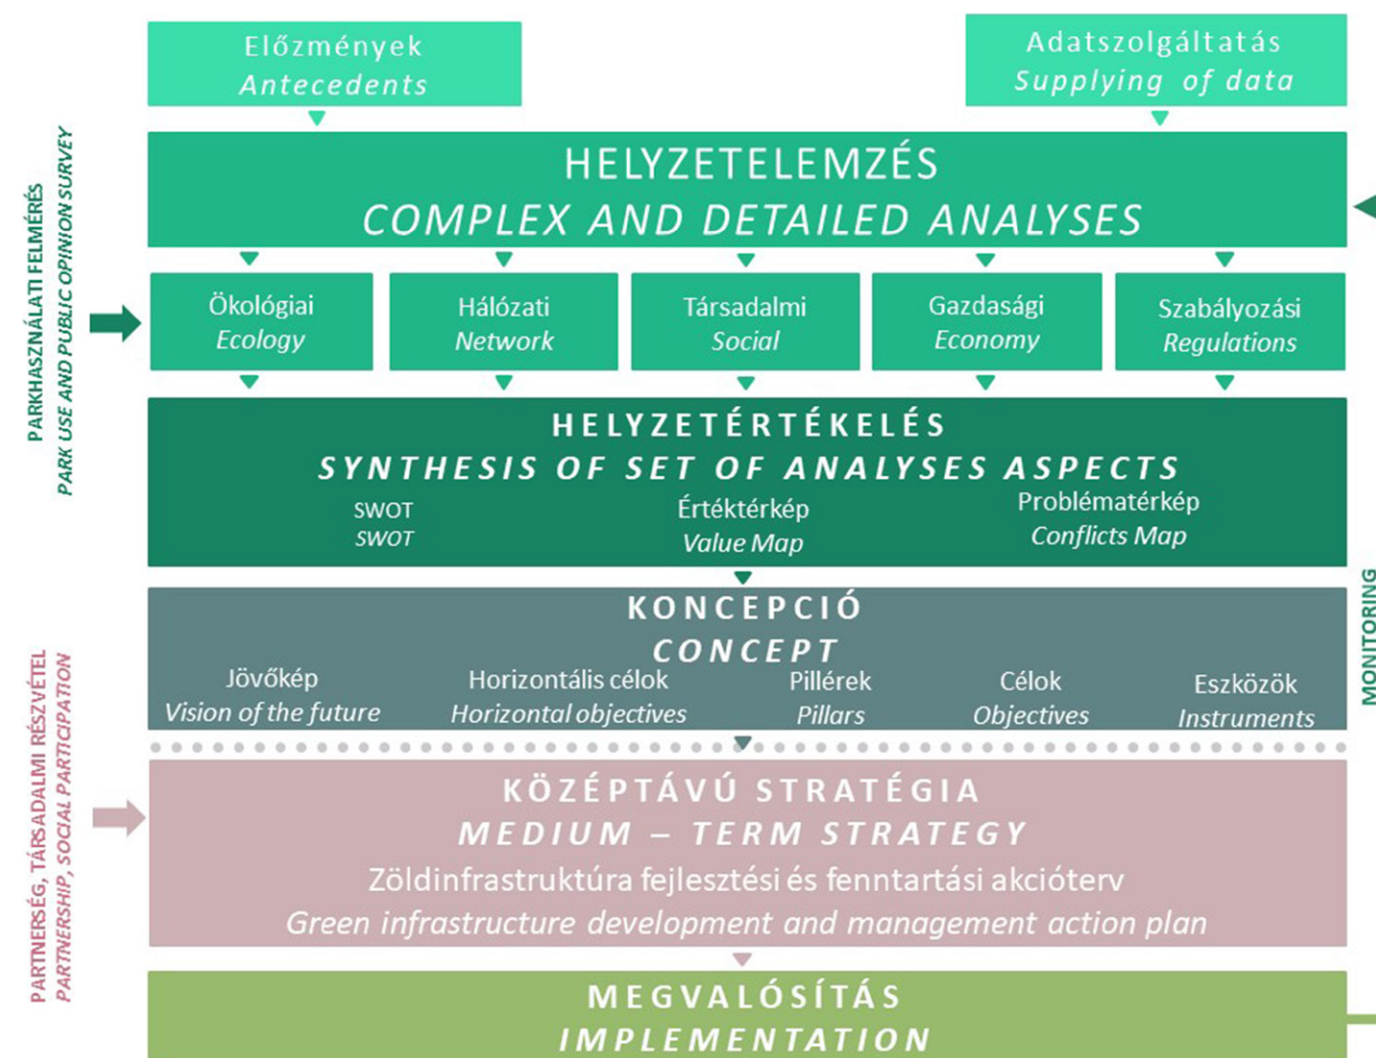 Előzmények
Antecedents
Adatszolgáltatás
Supplying of data
HELYZETELEMZÉS
COMPLEX AND DETAILED ANALYSES
PARKHASZNÁLATI FELMÉRÉS
PARK USE AND PUBLIC OPINION SURVEY
Ökológiai
Ecology
Hálózati
Network
Társadalmi
Social
Gazdasági
Economy
Szabályozási
Regulations
HELYZETÉRTÉKELÉS
SYNTHESIS OF SET OF ANALYSES ASPECTS
SWOT
SWOT
Értéktérkép
Value Map
Problématérkép
Conflicts Map
KONCEPCIÓ
CONCEPT
Jövőkép
Vision of the future
Horizontális célok
Horizontal objectives
Pillérek
Pillars
Célok
Objectives
Eszközök
Instruments
MONITORING
PARTNERSÉG, TÁRSADALMI RÉSZVÉTEL
PARTNERSHIP, SOCIAL PARTICIPATION
KÖZÉPTÁVÚ STRATÉGIA
MEDIUM – TERM STRATEGY
Zöldinfrastruktúra fejlesztési és fenntartási akcióterv
Green infrastructure development and management action plan
MEGVALÓSÍTÁS
IMPLEMENTATION